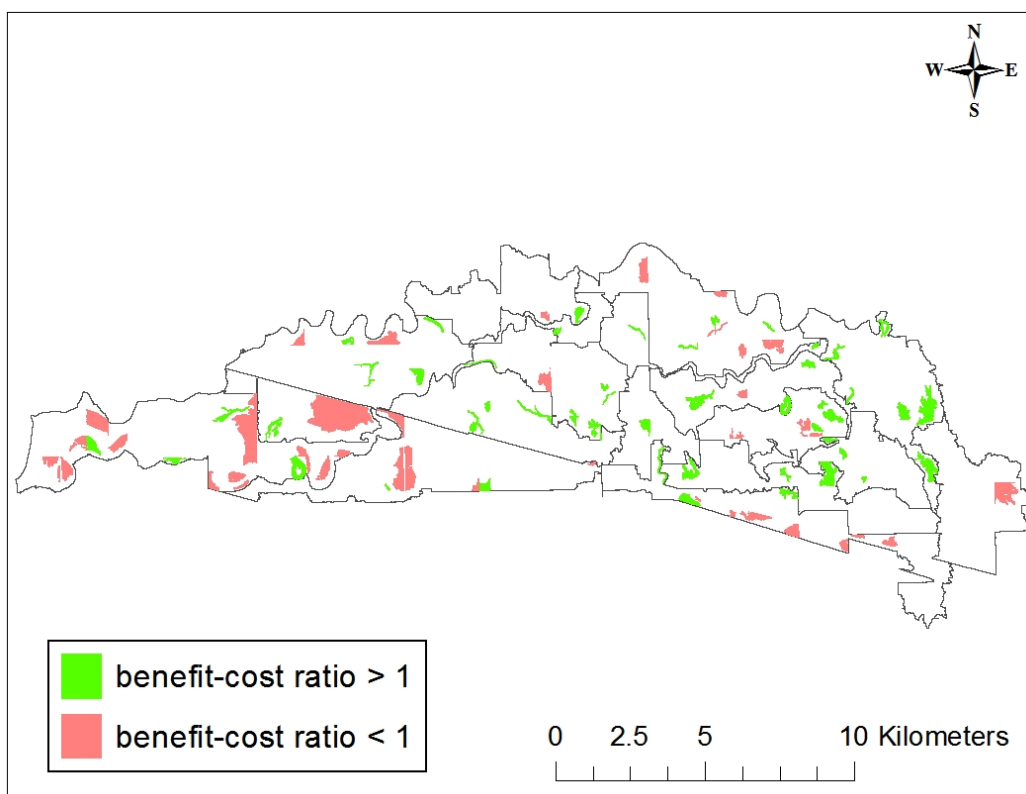 N
W E
S
benefit-cost ratio > 1
benefit-cost ratio < 1
0 2.5 5 10 Kilometers